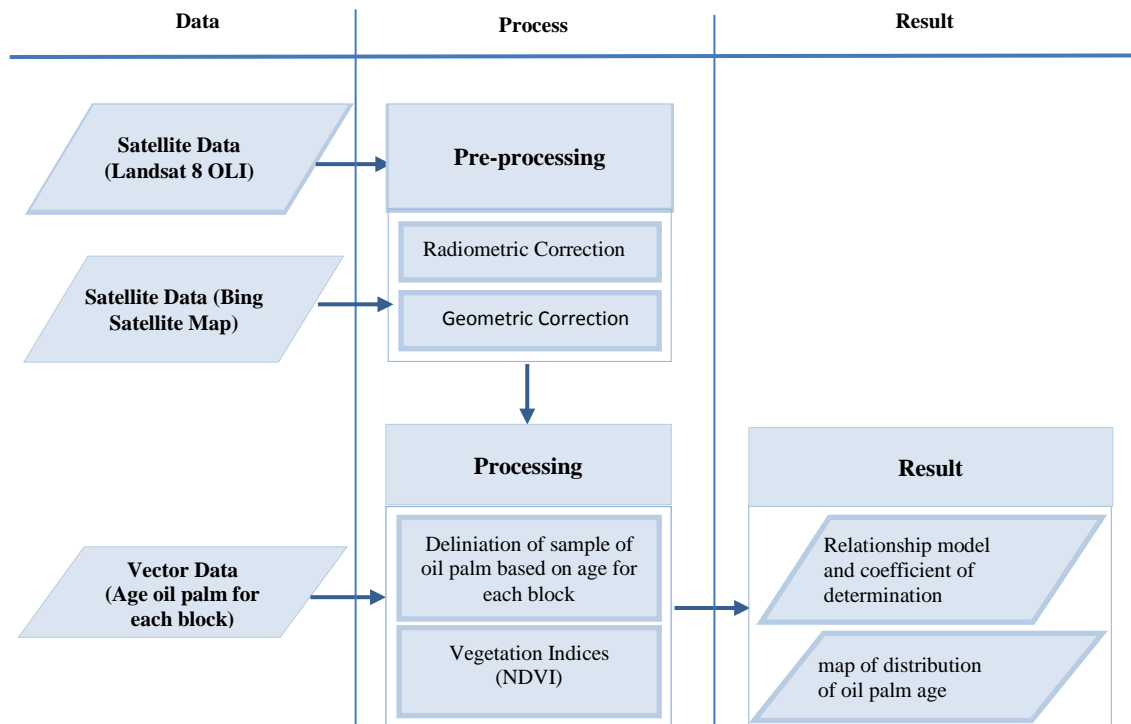 Data
Process
Result
Satellite Data
(Landsat 8 OLI)
Pre-processing
Radiometric Correction
Satellite Data (Bing
Satellite Map)
Geometric Correction
Processing
Result
Vector Data
(Age oil palm for
each block)
Deliniation of sample of
oil palm based on age for
each block
Vegetation Indices
(NDVI)
Relationship model
and coefficient of
determination
map of distribution
of oil palm age